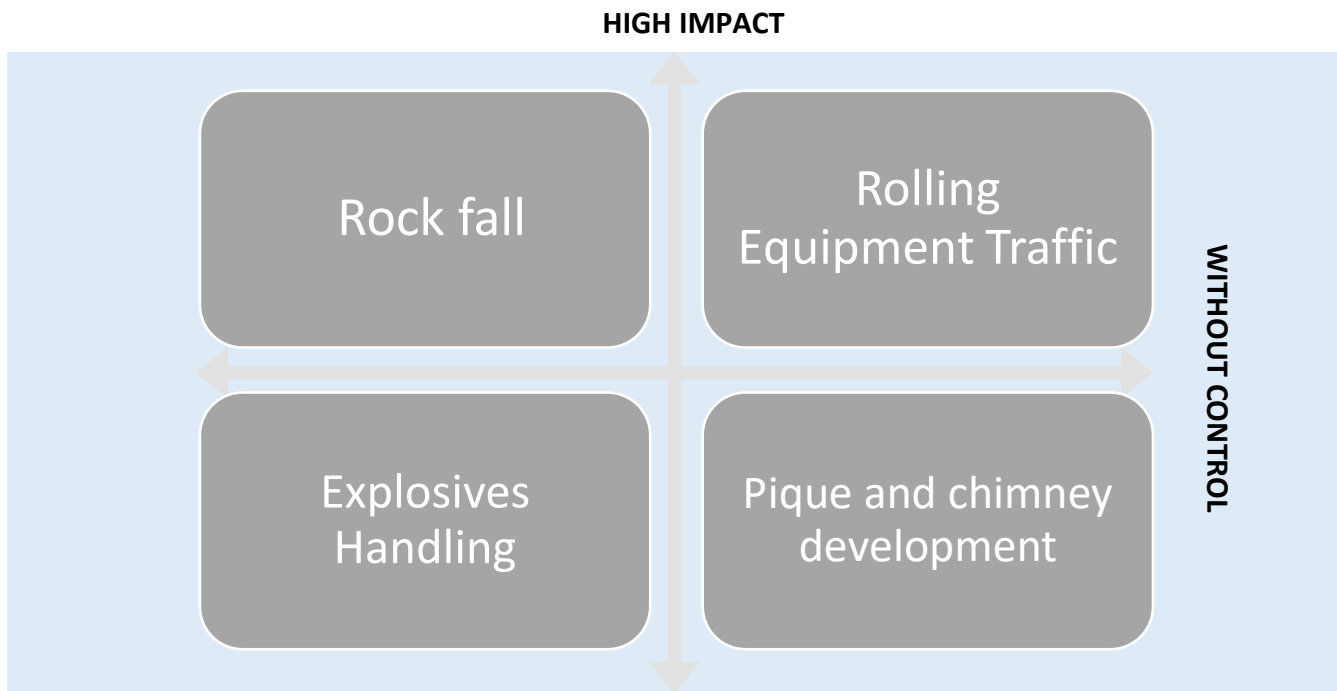 HIGH IMPACT
Rock fall
Rolling
Equipment Traffic
WITHOUT CONTROL
Explosives
Handling
Pique and chimney
development